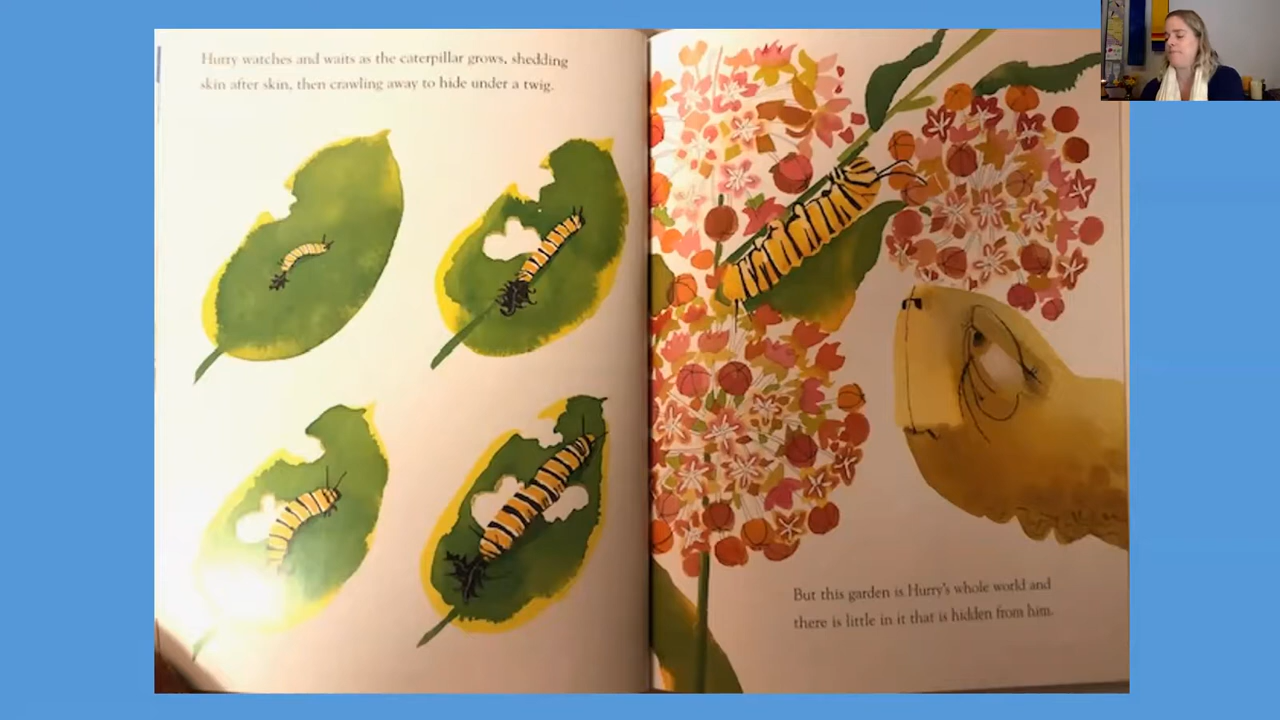 Hurry watches and waits as the caterpillar grows, shedding
skin after skin, then crawling away to hide under a twig.
But this garden is Hurry's whole world and
there is little in it that is hidden from him.